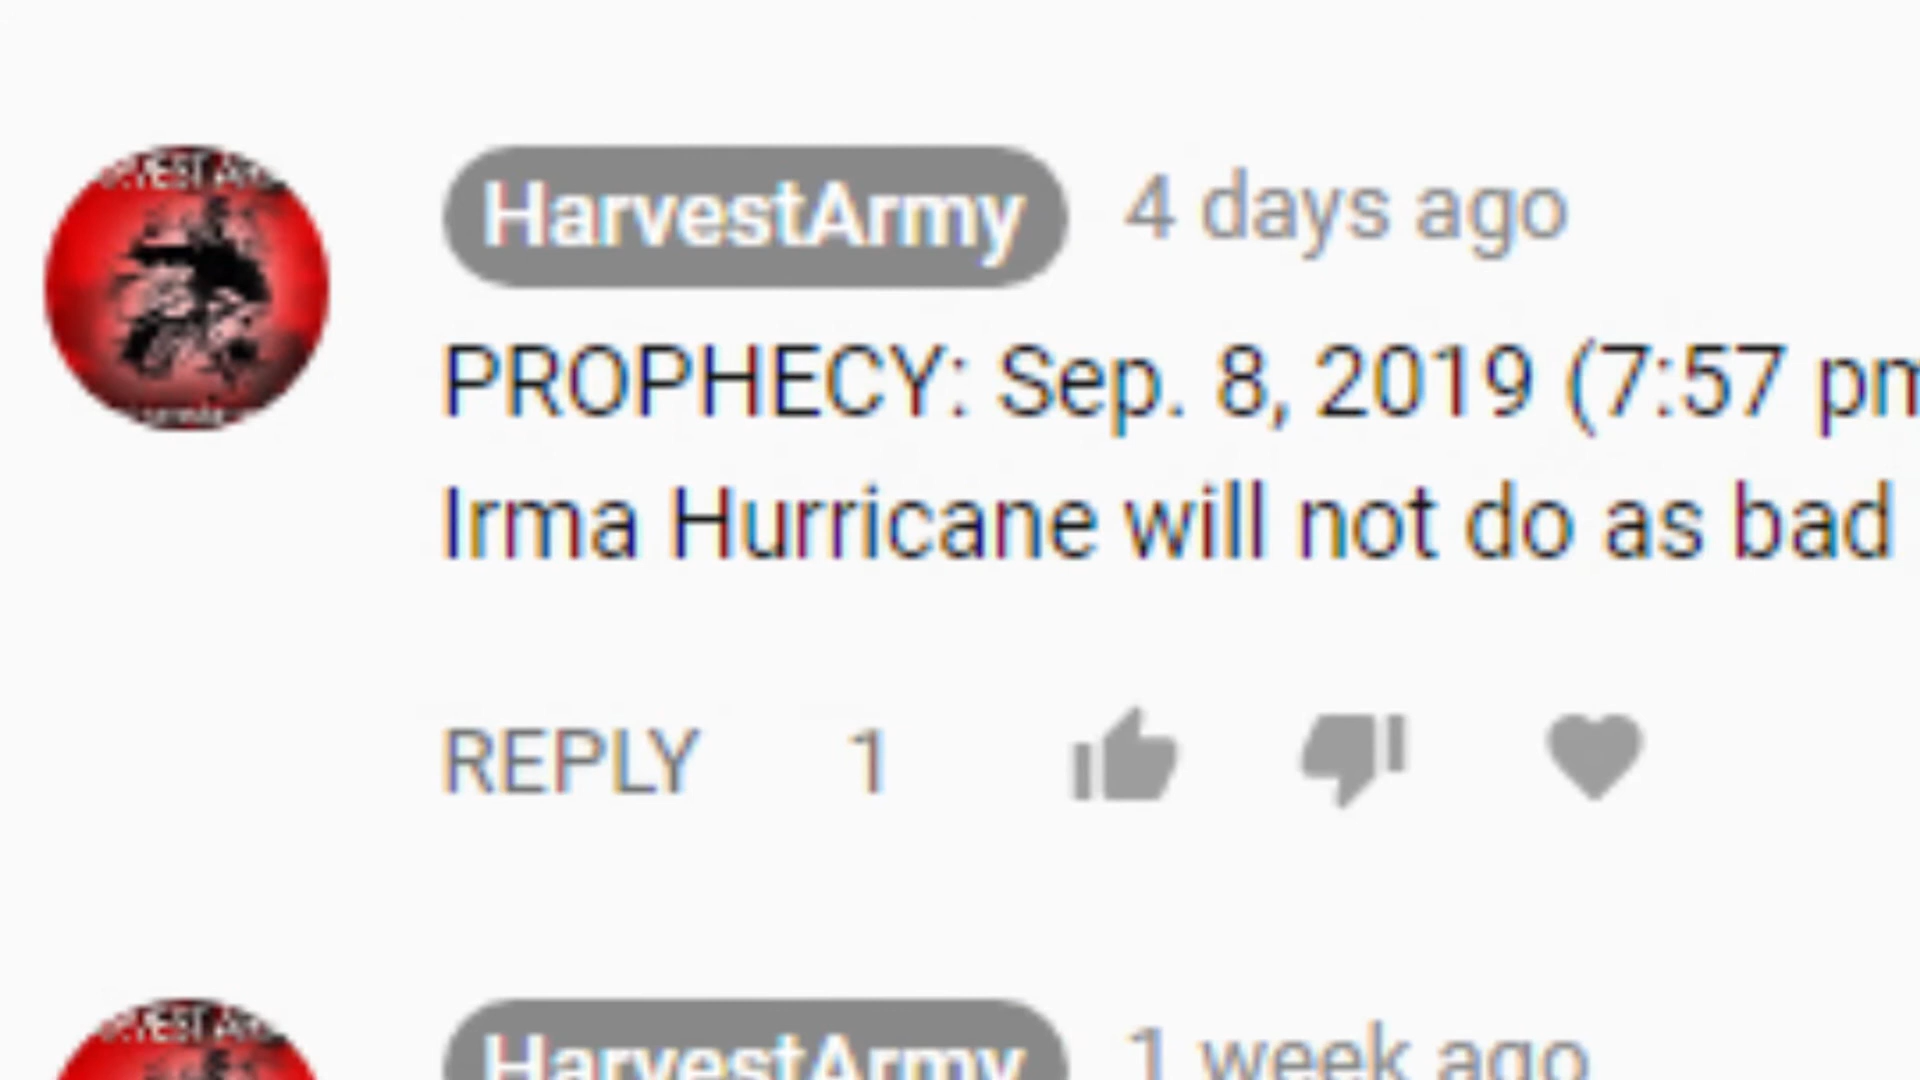 HarvestArmy 4 days ago
PROPHECY: Sep. 8, 2019 (7:57 pm
Irma Hurricane will not do as bad
REPLY 1
HarvestArmy 1 week ago